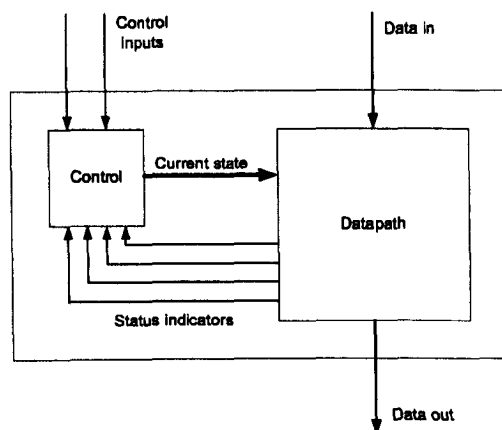 Control
inputs
Data in
Control
Current state
Datapath
Status indicators
Data out